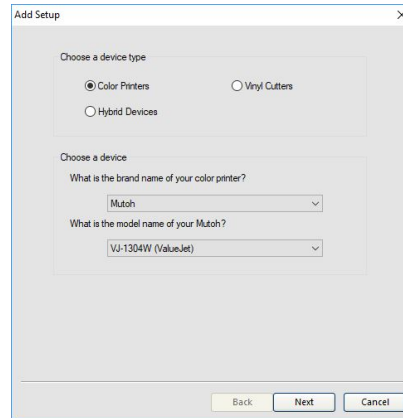 Add Setup
Choose a device type
Color Printers Vinyl Cutters
Hybrid Devices
Choose a device
What is the brand name of your color printer?
Mutoh
What is the model name of your Mutoh?
VJ-1304W (ValueJet)
Back Next Cancel